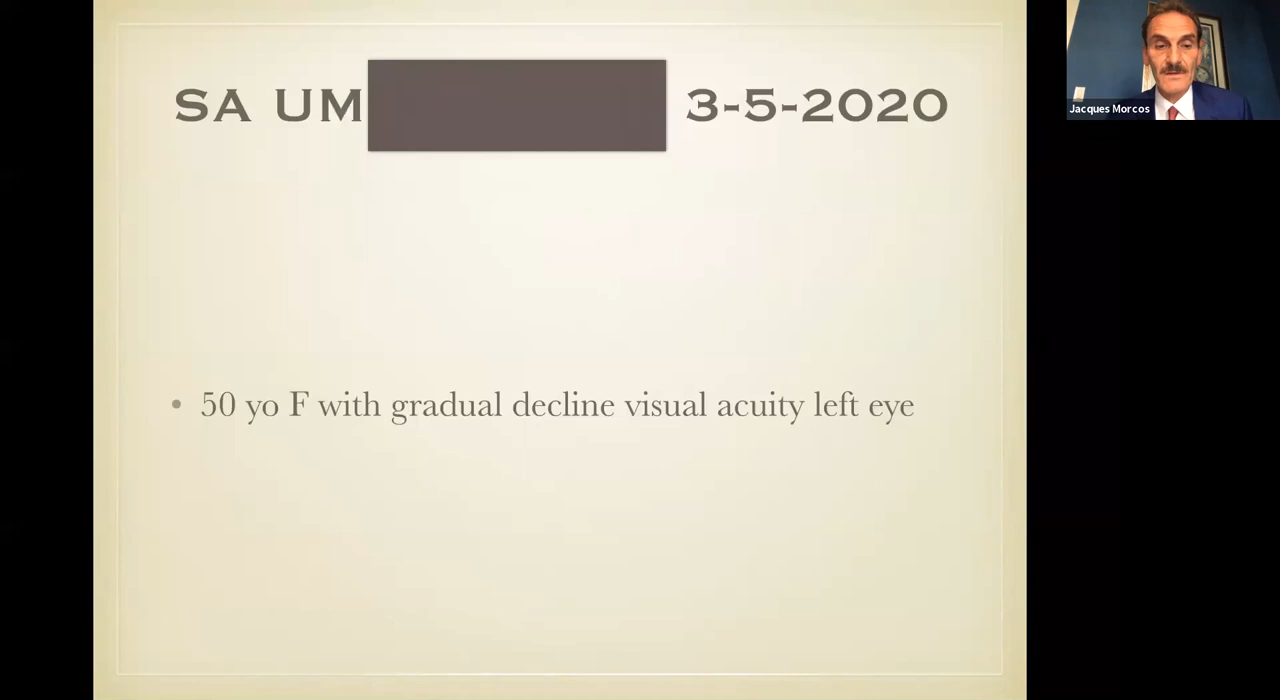 SA UM 3-5-2020
Jacques Morcos
• 50 yo F with gradual decline visual acuity left eye